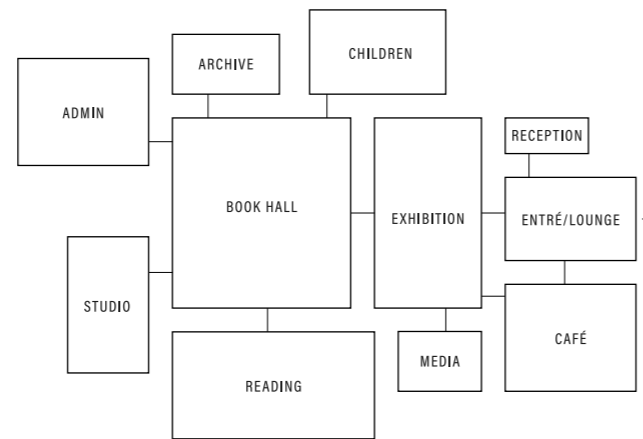 ARCHIVE
CHILDREN
ADMIN
RECEPTION
BOOK HALL
EXHIBITION
ENTRÉ/LOUNGE
STUDIO
CAFÉ
MEDIA
READING